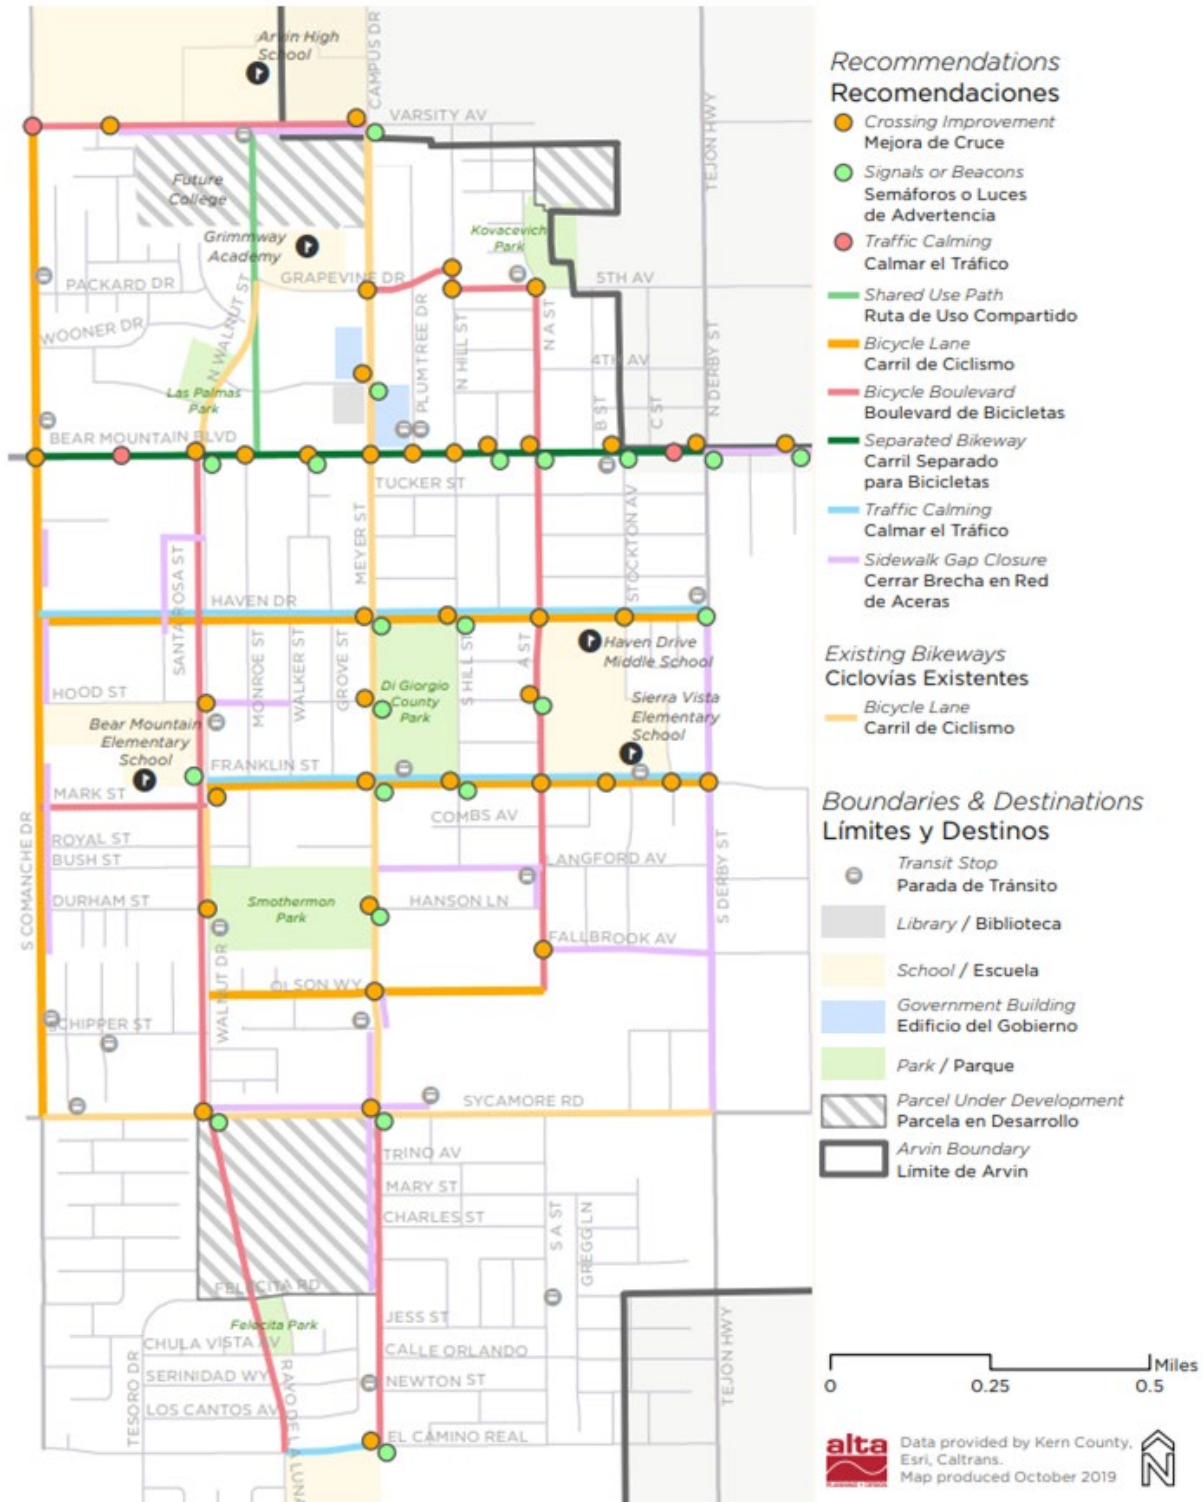 Arvin High
School
CAMPUS DR
VARSITY AV
TEJON HWY
Future
College
Kovacevich
Park
Grimmway
Academy
GRAPEVINE DR
5TH AV
PACKARD DR
WOONER DR
N WALNUT ST
PLUMTREE DR
N HILL ST
N A ST
4TH AV
N DERBY ST
Las Palmas
Park
B ST
C ST
BEAR MOUNTAIN BLVD
TUCKER ST
MEYER ST
STOCKTON AV
SANTA ROSA ST
HAVEN DR
MONROE ST
WALKER ST
GROVE ST
S HILL ST
A ST
Haven Drive
Middle School
HOOD ST
Di Giorgio
County
Park
Sierra Vista
Elementary
School
Bear Mountain
Elementary
School
FRANKLIN ST
MARK ST
COMBS AV
S COMANCHE DR
ROYAL ST
BUSH ST
LANGFORD AV
S DERBY ST
DURHAM ST
Smothermon
Park
HANSON LN
WALNUT DR
FALLBROOK AV
OLSON WY
SCHIPPER ST
SYCAMORE RD
TRINO AV
MARY ST
CHARLES ST
S A ST
GREGG LN
FELECITA RD
Felecita Park
JESS ST
TEJON HWY
CHULA VISTA AV
CALLE ORLANDO
TESORO DR
SERINIDAD WY
RAYO DE LA LUNA
NEWTON ST
LOS CANTOS AV
EL CAMINO REAL
Recommendations
Recomendaciones
Crossing Improvement
Mejora de Cruce
Signals or Beacons
Semáforos o Luces
de Advertencia
Traffic Calming
Calmar el Tráfico
Shared Use Path
Ruta de Uso Compartido
Bicycle Lane
Carril de Ciclismo
Bicycle Boulevard
Boulevard de Bicicletas
Separated Bikeway
Carril Separado
para Bicicletas
Traffic Calming
Calmar el Tráfico
Sidewalk Gap Closure
Cerrar Brecha en Red
de Aceras
Existing Bikeways
Ciclovías Existentes
Bicycle Lane
Carril de Ciclismo
Boundaries & Destinations
Límites y Destinos
Transit Stop
Parada de Tránsito
Library / Biblioteca
School / Escuela
Government Building
Edificio del Gobierno
Park / Parque
Parcel Under Development
Parcela en Desarrollo
Arvin Boundary
Límite de Arvin
Miles
0 0.25 0.5
alta
PLANNING + DESIGN
Data provided by Kern County,
Esri, Caltrans.
Map produced October 2019
N